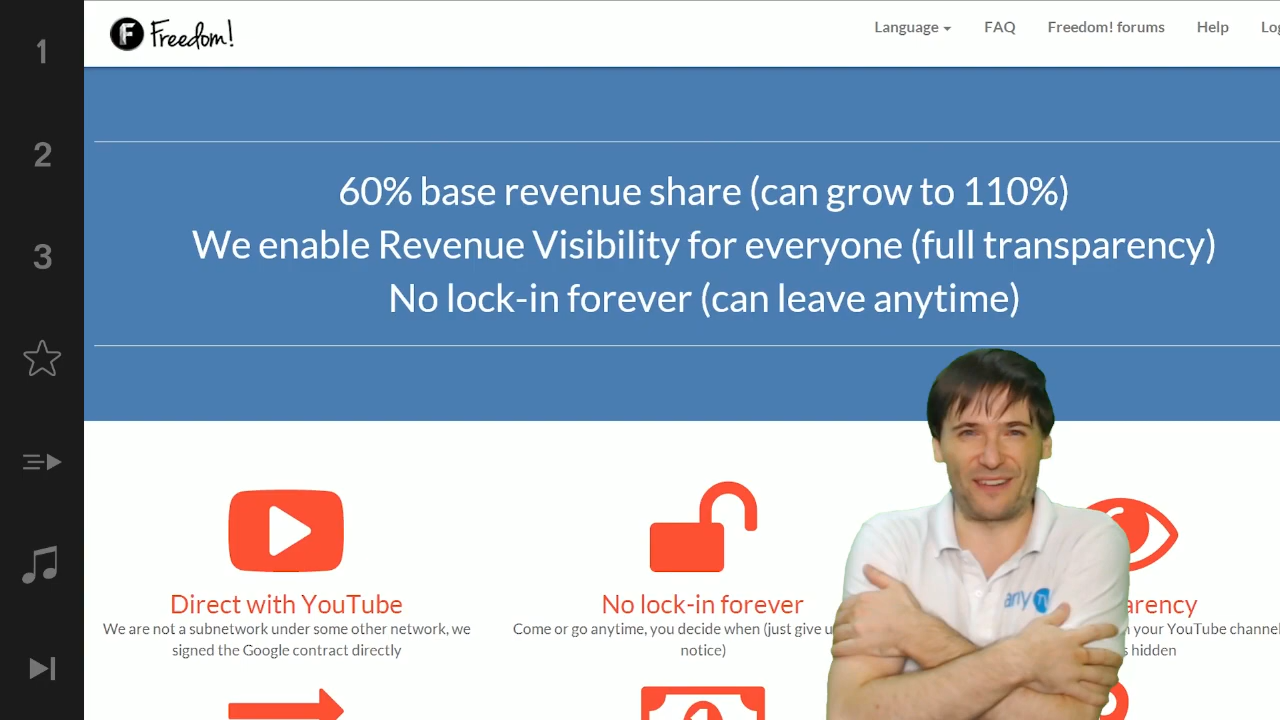 1
2
3
F Freedom!
Language
FAQ
Freedom! forums
Help
60% base revenue share (can grow to 110%)
We enable Revenue Visibility for everyone (full transparency)
No lock-in forever (can leave anytime)
Direct with YouTube
We are not a subnetwork under some other network, we
signed the Google contract directly
No lock-in forever
Come or go anytime, you decide when (just give
notice)
your YouTube channel
hidden
any TV